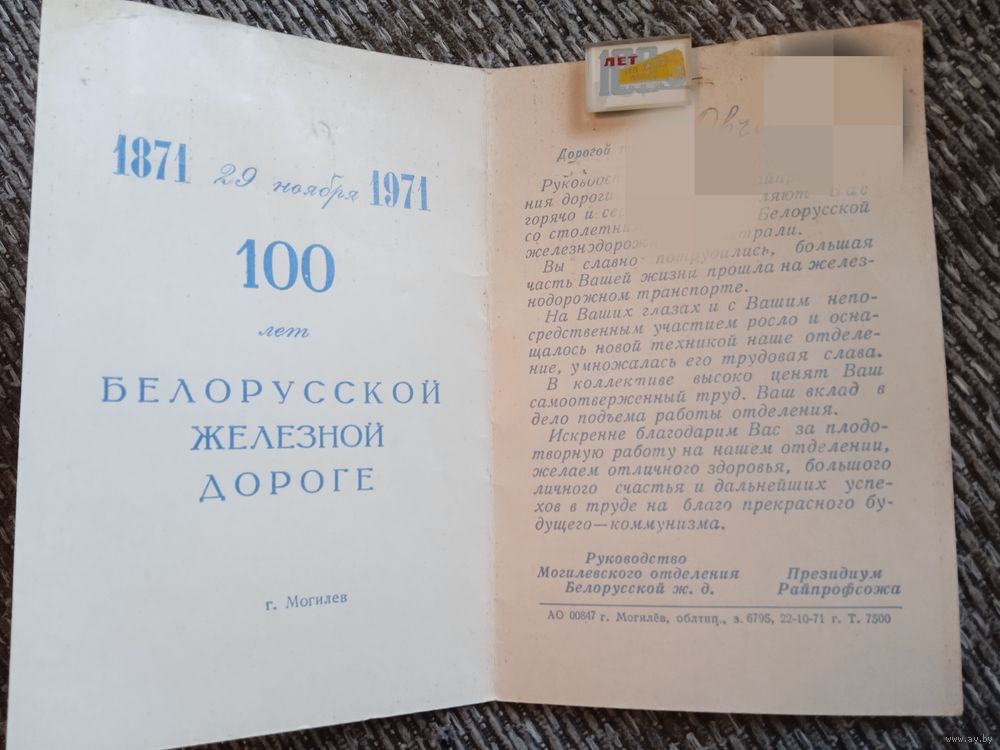 1871 29 ноября 1971
100
лет
БЕЛОРУССКОЙ
ЖЕЛЕЗНОЙ
ДОРОГЕ
г. Могилев
100
ЛЕТ
Дорогой
ния дороги Вас
горячо и Белорусской
со
Вы славно потрудились, большая
часть Вашей жизни прошла на желез-
нодорожном транспорте.
На Ваших глазах и с Вашим непо-
средственным участием росло и осна-
щалось новой техникой наше отделе-
ние, умножалась его трудовая слава.
В коллективе высоко ценят Ваш
самоотверженный труд. Ваш вклад в
дело подъема работы отделения.
Искренне благодарим Вас за плодо-
творную работу на нашем отделении,
желаем отличного здоровья, большого
личного счастья и дальнейших успе-
хов в труде на благо прекрасного бу-
дущего—коммунизма.
Руководство
Могилевского отделения
Белорусской ж. д.
Президиум
Райпрофсожа
АО 00847 г. Могилёв, облтип., з. 6795, 22-10-71 г. Т. 7500
www.ay.by